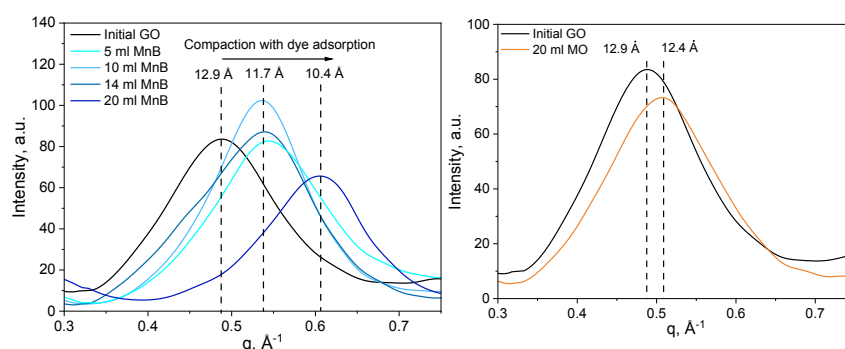 140
120
100
80
60
40
20
0
Intensity, a.u.
Initial GO
5 ml MnB
10 ml MnB
14 ml MnB
20 ml MnB
Compaction with dye adsorption
12.9 Å 11.7 Å 10.4 Å
0.3 0.4 0.5 0.6 0.7
q, Å-1
100
80
60
40
20
0
Intensity, a.u.
Initial GO
20 ml MO
12.9 Å 12.4 Å
0.3 0.4 0.5 0.6 0.7
q, Å-1